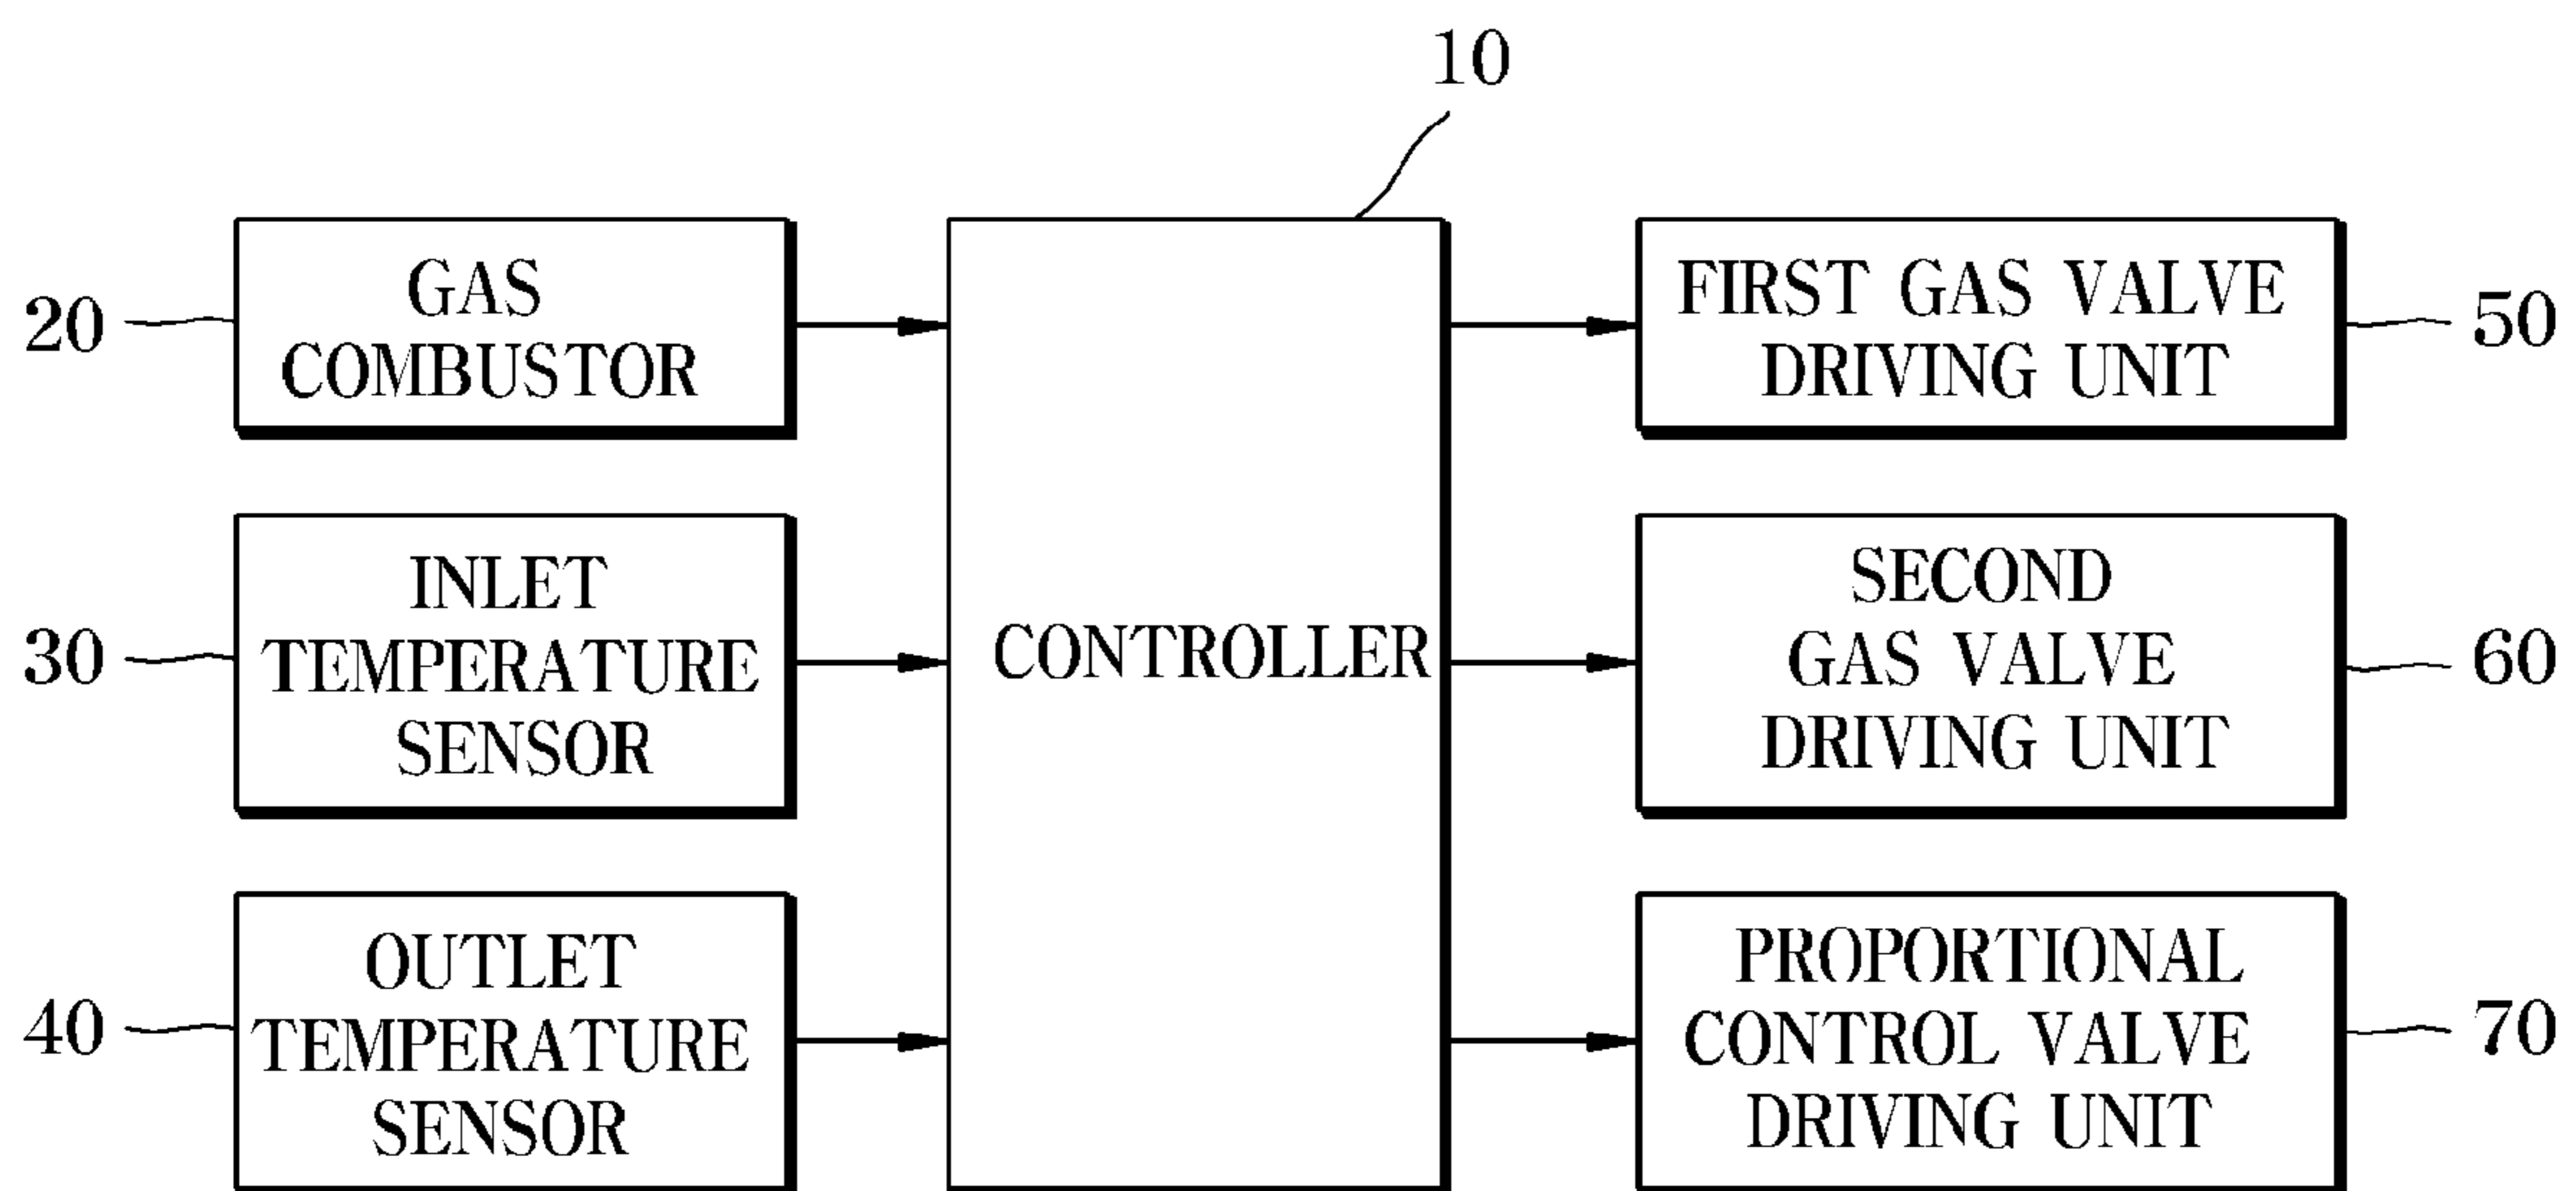 10
20
GAS
COMBUSTOR
30
INLET
TEMPERATURE
SENSOR
40
OUTLET
TEMPERATURE
SENSOR
CONTROLLER
FIRST GAS VALVE
DRIVING UNIT
50
SECOND
GAS VALVE
DRIVING UNIT
60
PROPORTIONAL
CONTROL VALVE
DRIVING UNIT
70